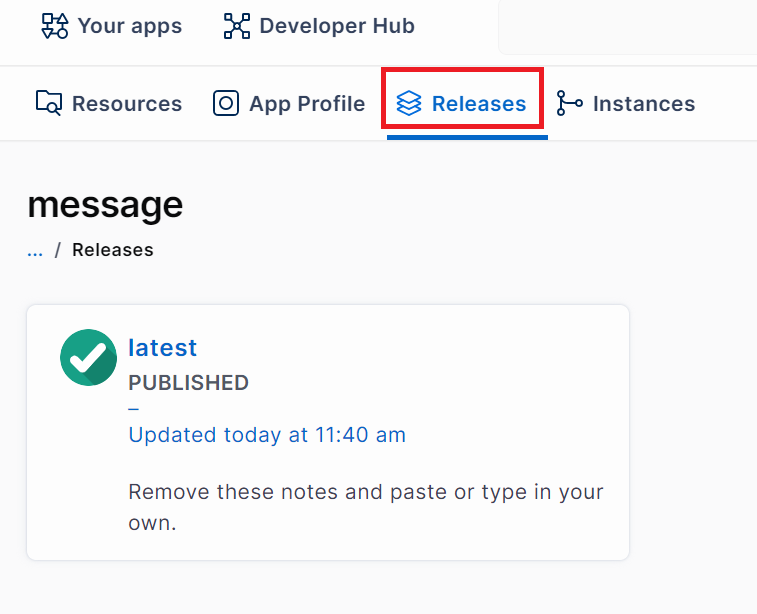 Your apps Developer Hub
Resources App Profile Releases Instances
message
... / Releases
latest
PUBLISHED
–
Updated today at 11:40 am
Remove these notes and paste or type in your
own.